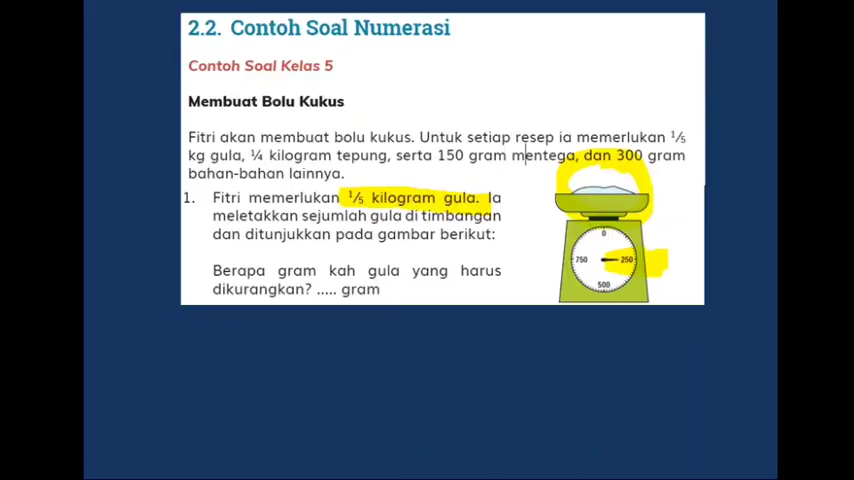 2.2. Contoh Soal Numerasi
Contoh Soal Kelas 5
Membuat Bolu Kukus
Fitri akan membuat bolu kukus. Untuk setiap resep ia memerlukan ⅕
kg gula, ¼ kilogram tepung, serta 150 gram mentega, dan 300 gram
bahan-bahan lainnya.
1. Fitri memerlukan ⅕ kilogram gula. Ia
meletakkan sejumlah gula di timbangan
dan ditunjukkan pada gambar berikut:
Berapa gram kah gula yang harus
dikurangkan? ..... gram
0
750 250
500